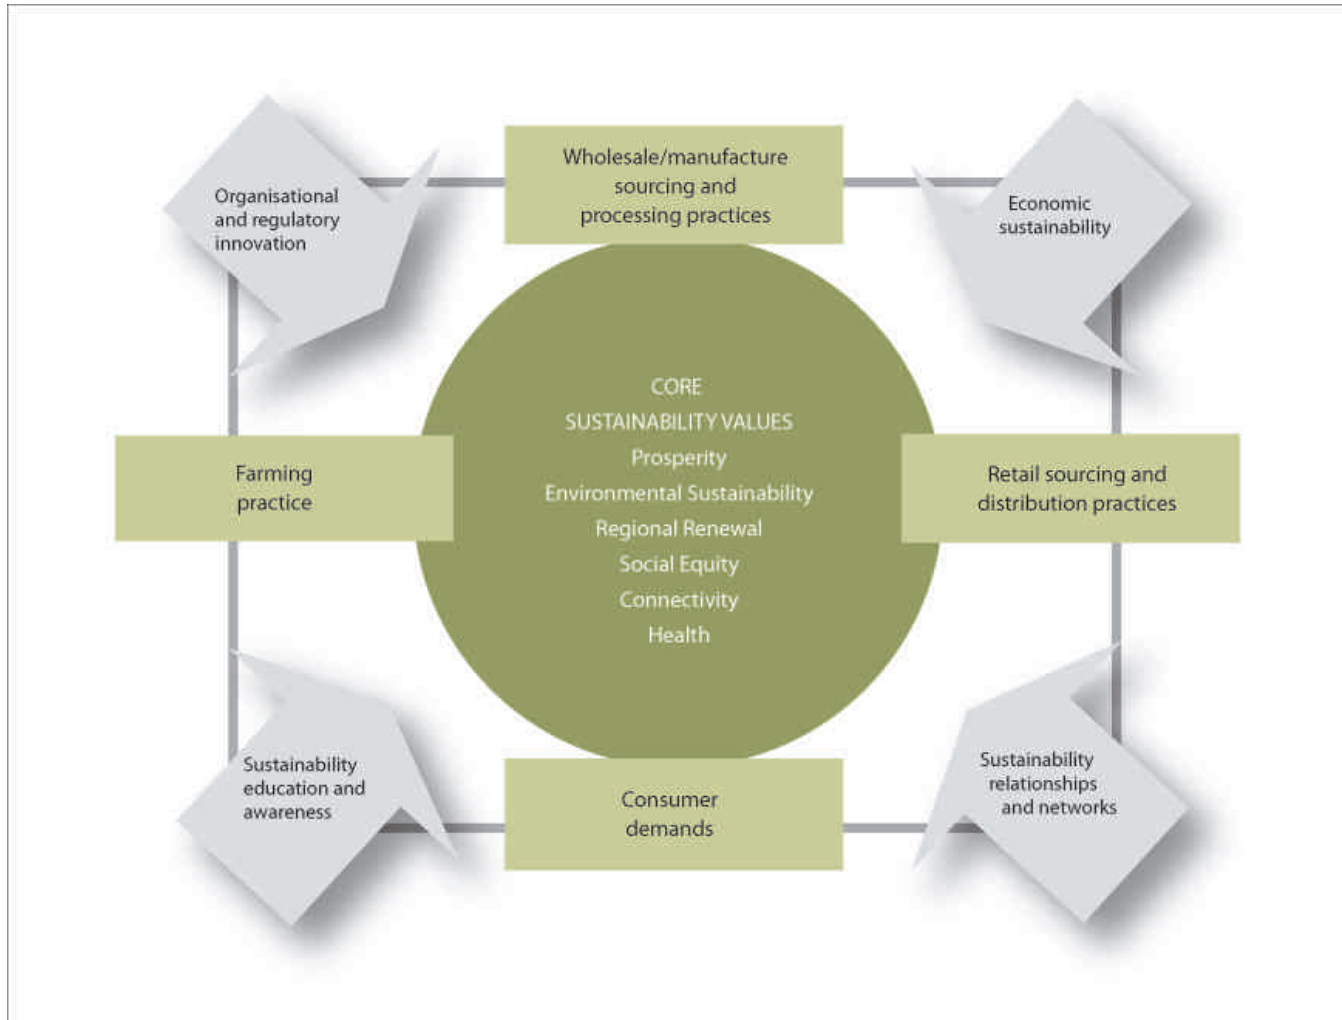 Wholesale/manufacture
sourcing and
processing practices
Organisational
and regulatory
innovation
Economic
sustainability
CORE
SUSTAINABILITY VALUES
Prosperity
Environmental Sustainability
Regional Renewal
Social Equity
Connectivity
Health
Farming
practice
Retail sourcing and
distribution practices
Sustainability
education and
awareness
Consumer
demands
Sustainability
relationships
and networks